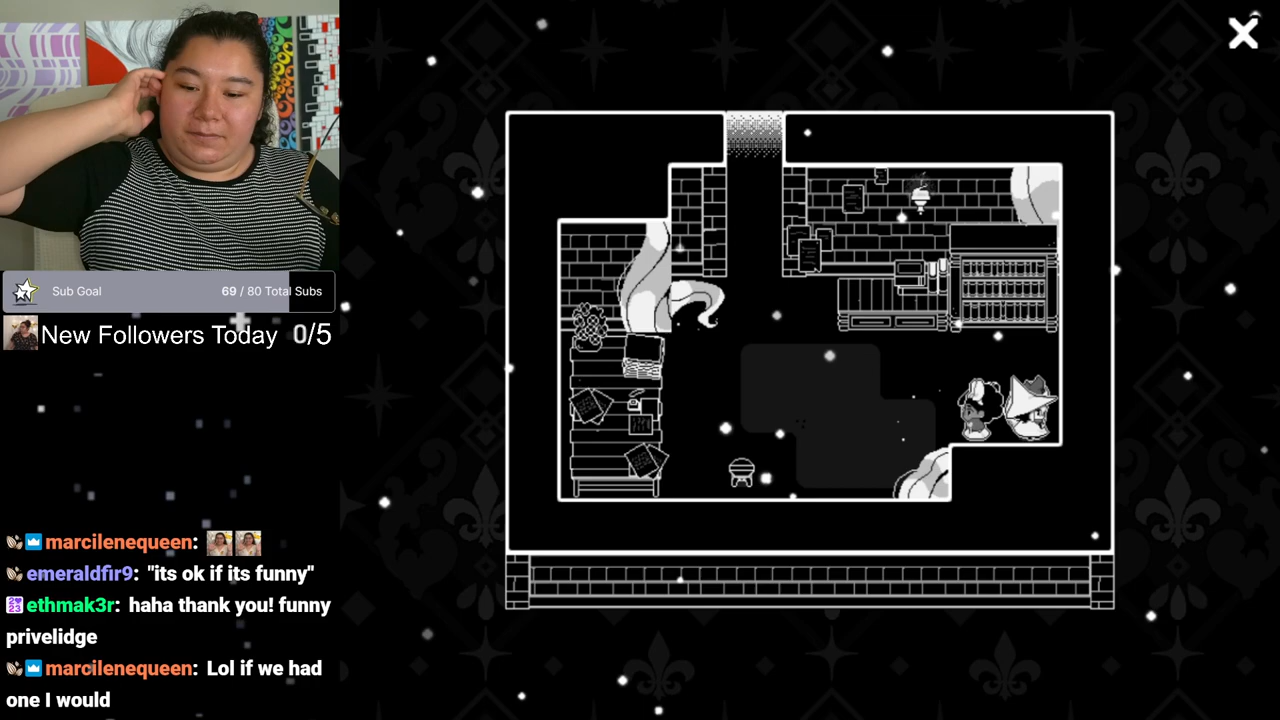 Sub Goal
69 / 80 Total Subs
New Followers Today 0/5
marcilenequeen:
emeraldfir9: "its ok if its funny"
ethmak3r: haha thank you! funny
privelidge
marcilenequeen: Lol if we had
one I would